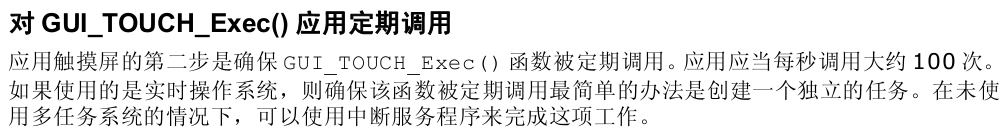 对 GUI_TOUCH_Exec() 应用定期调用
应用触摸屏的第二步是确保 GUI_TOUCH_Exec() 函数被定期调用。应用应当每秒调用大约 100 次。
如果使用的是实时操作系统，则确保该函数被定期调用最简单的办法是创建一个独立的任务。在未使
用多任务系统的情况下，可以使用中断服务程序来完成这项工作。